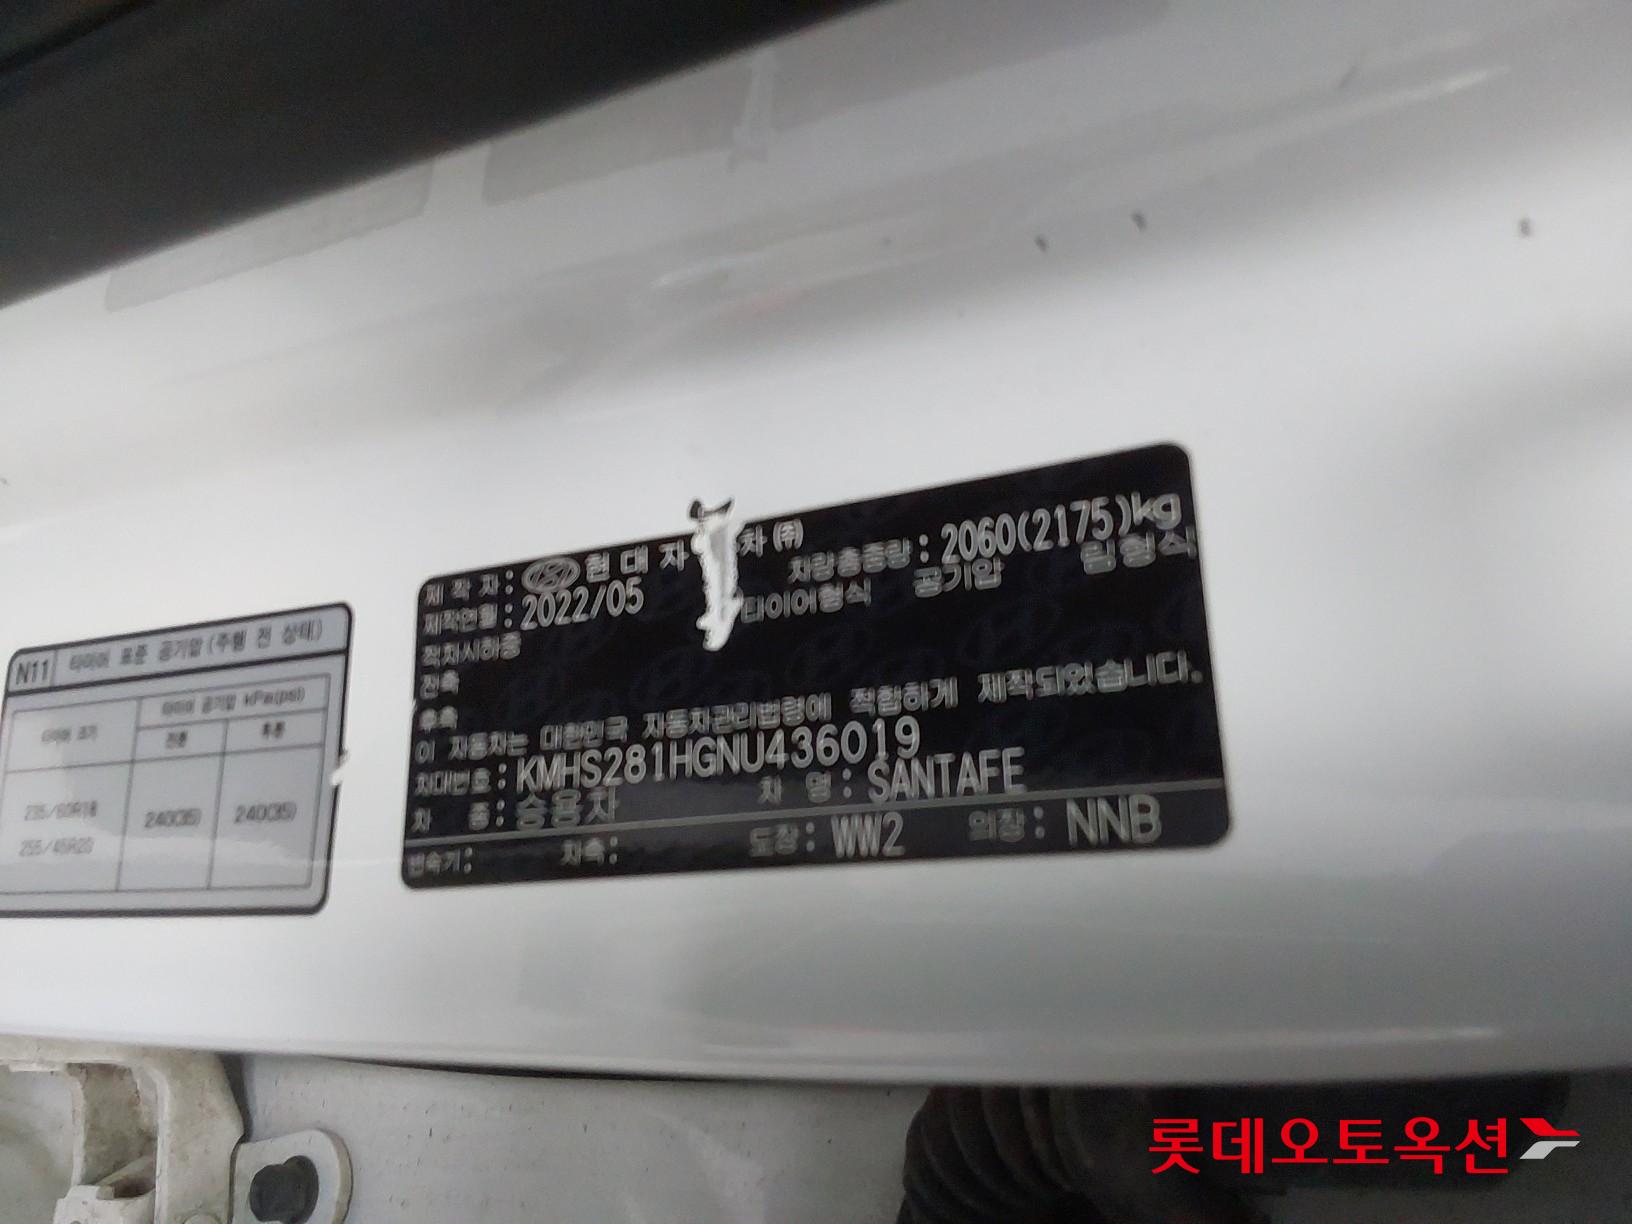 제 작 자: 현 대 자 차(주)
제작연월: 2022/05 차량총중량: 2060(2175)kg
적차시하중 타이어형식 공기압 림형식
전축
후축
이 자동차는 대한민국 자동차관리법령에 적합하게 제작되었습니다.
차대번호: KMHS281HGNU436019
차 종: 승용차 차 명: SANTAFE
변속기: 차축: 도장: WW2 의장: NNB
N11 타이어 표준 공기압(주행 전 상태)
타이어 크기 타이어 공기압 kPa(psi)
전륜 후륜
235/60R18 240(35) 240(35)
255/45R20
롯데오토옥션